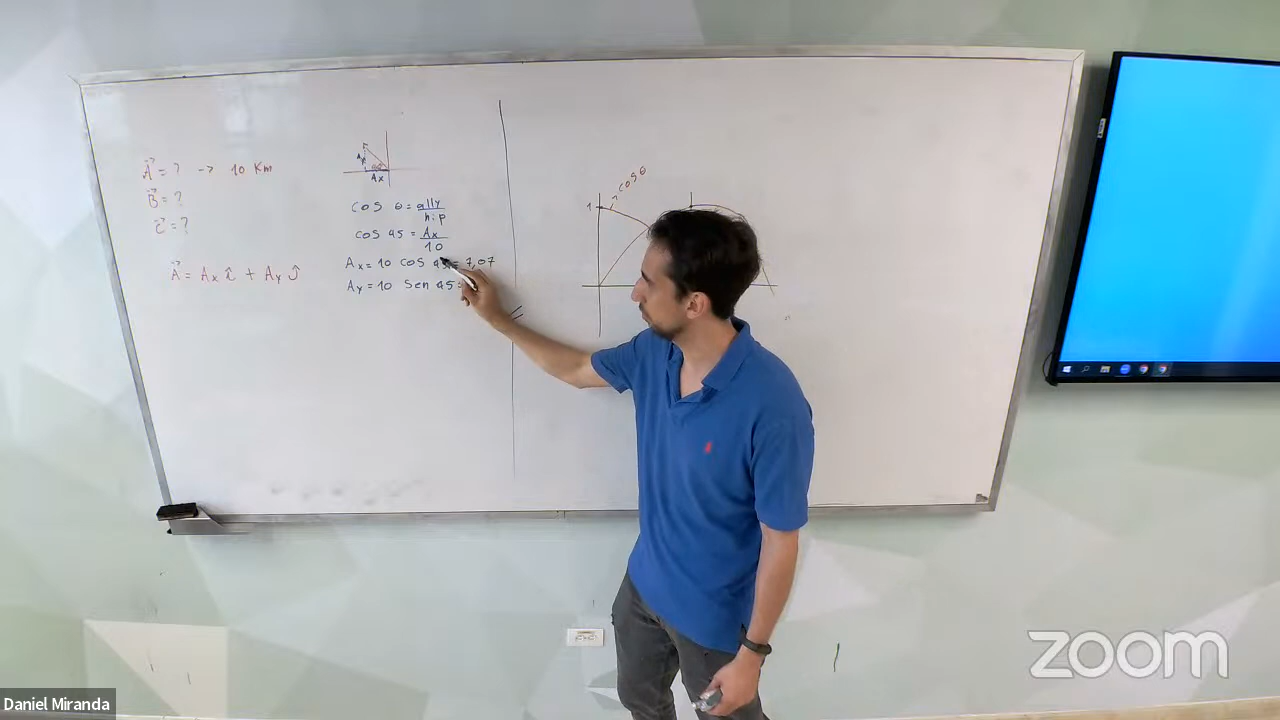 A⃗ = ? → 10 Km
B⃗ = ?
C⃗ = ?
A⃗ = Ax î + Ay ĵ
Ay
Ax
cos θ = ady
hip
cos 45 = Ax
10
Ax = 10 cos 45 = 7,07
Ay = 10 sen 45 =
1
cos θ
zoom
Daniel Miranda